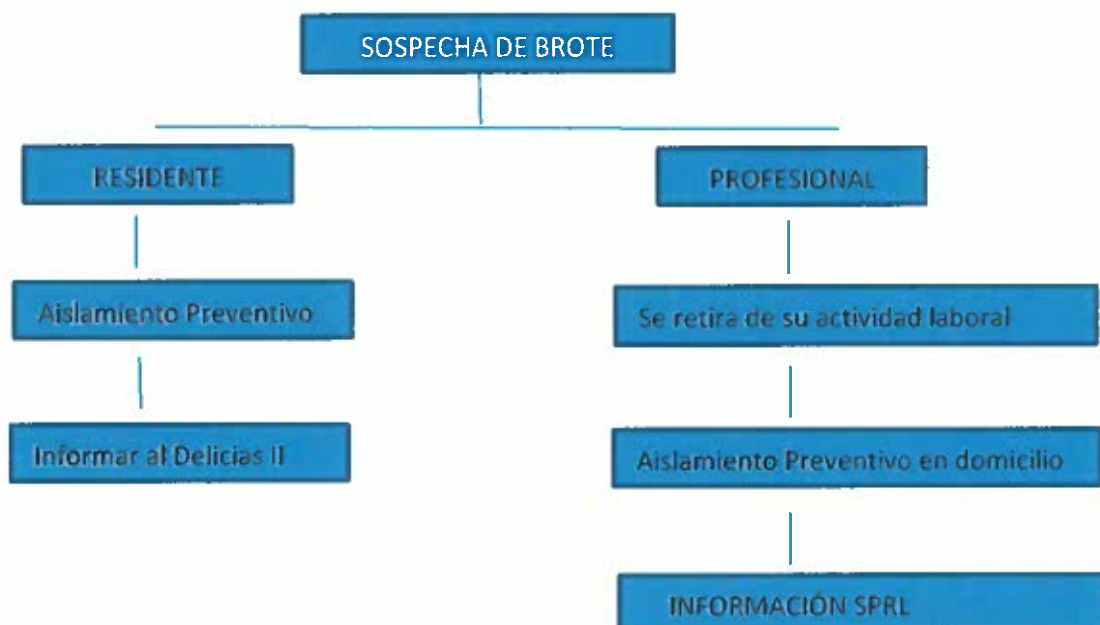 SOSPECHA DE BROTE
RESIDENTE
Aislamiento Preventivo
Informar al Delicias II
PROFESIONAL
Se retira de su actividad laboral
Aislamiento Preventivo en domicilio
INFORMACIÓN SPRL